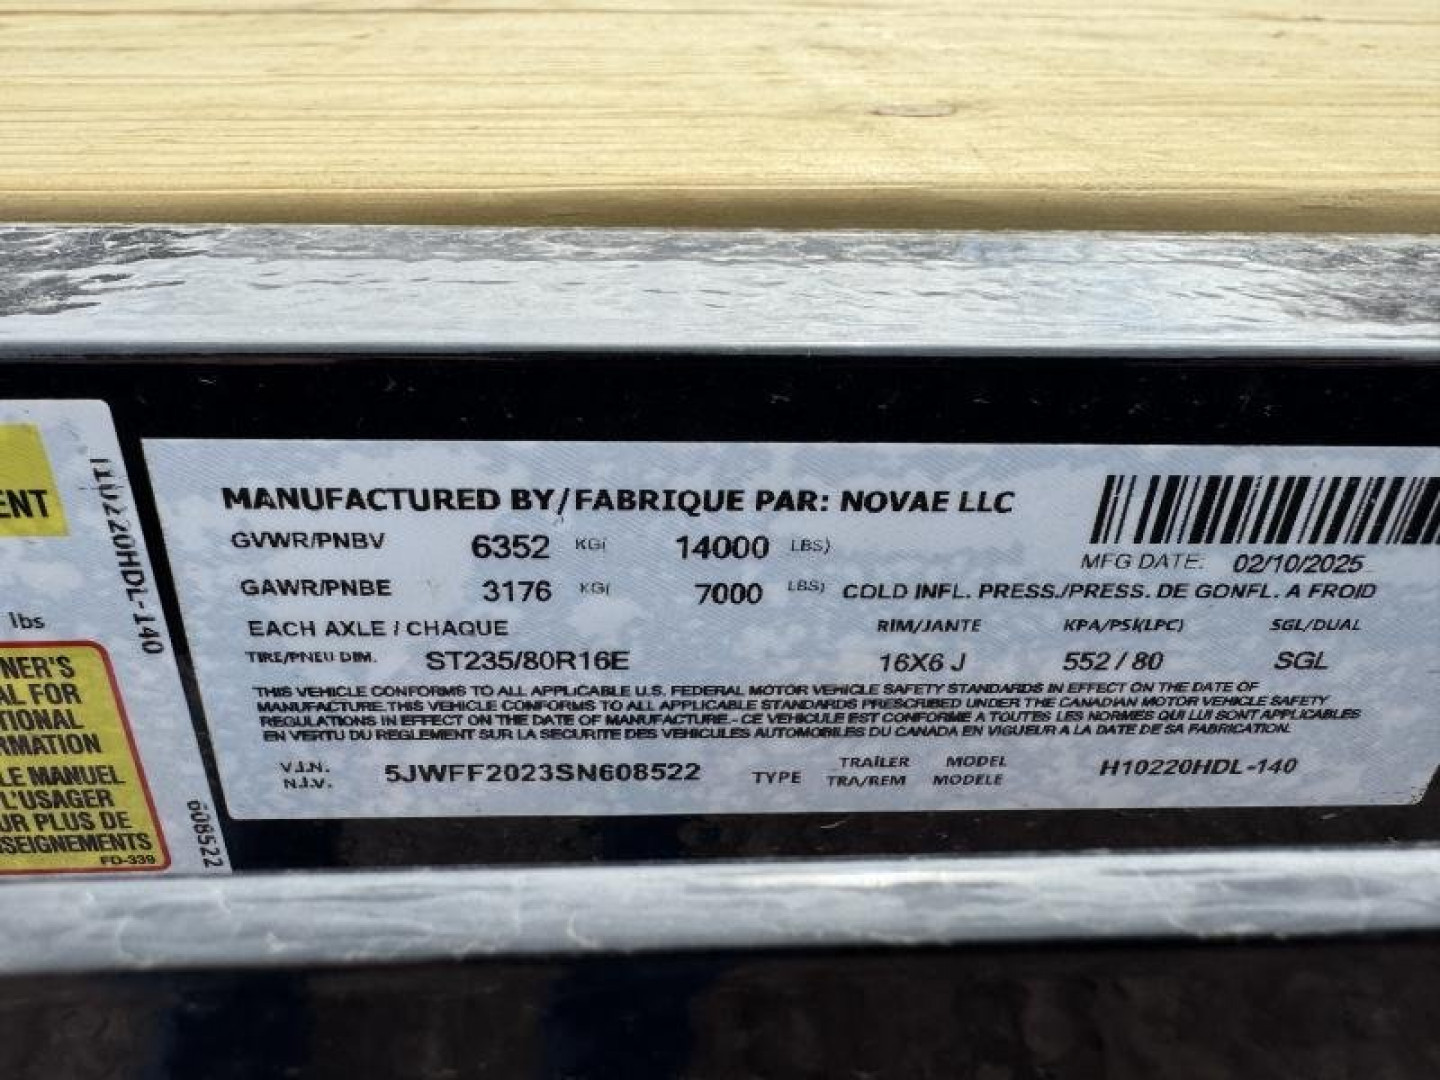 MANUFACTURED BY/FABRIQUE PAR: NOVAE LLC
GVWR/PNBV 6352 KG( 14000 LBS)
MFG DATE: 02/10/2025
GAWR/PNBE 3176 KG( 7000 LBS) COLD INFL. PRESS./PRESS. DE GONFL. A FROID
EACH AXLE / CHAQUE RIM/JANTE KPA/PSI(LPC) SGL/DUAL
TIRE/PNEU DIM. ST235/80R16E 16X6 J 552 / 80 SGL
THIS VEHICLE CONFORMS TO ALL APPLICABLE U.S. FEDERAL MOTOR VEHICLE SAFETY STANDARDS IN EFFECT ON THE DATE OF
MANUFACTURE. THIS VEHICLE CONFORMS TO ALL APPLICABLE STANDARDS PRESCRIBED UNDER THE CANADIAN MOTOR VEHICLE SAFETY
REGULATIONS IN EFFECT ON THE DATE OF MANUFACTURE. - CE VEHICULE EST CONFORME A TOUTES LES NORMES QUI LUI SONT APPLICABLES
EN VERTU DU REGLEMENT SUR LA SECURITE DES VEHICULES AUTOMOBILES DU CANADA EN VIGUEUR A LA DATE DE SA FABRICATION.
V.I.N. 5JWFF2023SN608522 TYPE TRAILER MODEL H10220HDL-140
N.I.V. TRA/REM MODELE
ENT
lbs
NER'S
AL FOR
TIONAL
RMATION
LE MANUEL
L'USAGER
UR PLUS DE
SEIGNEMENTS
FD-339
608522